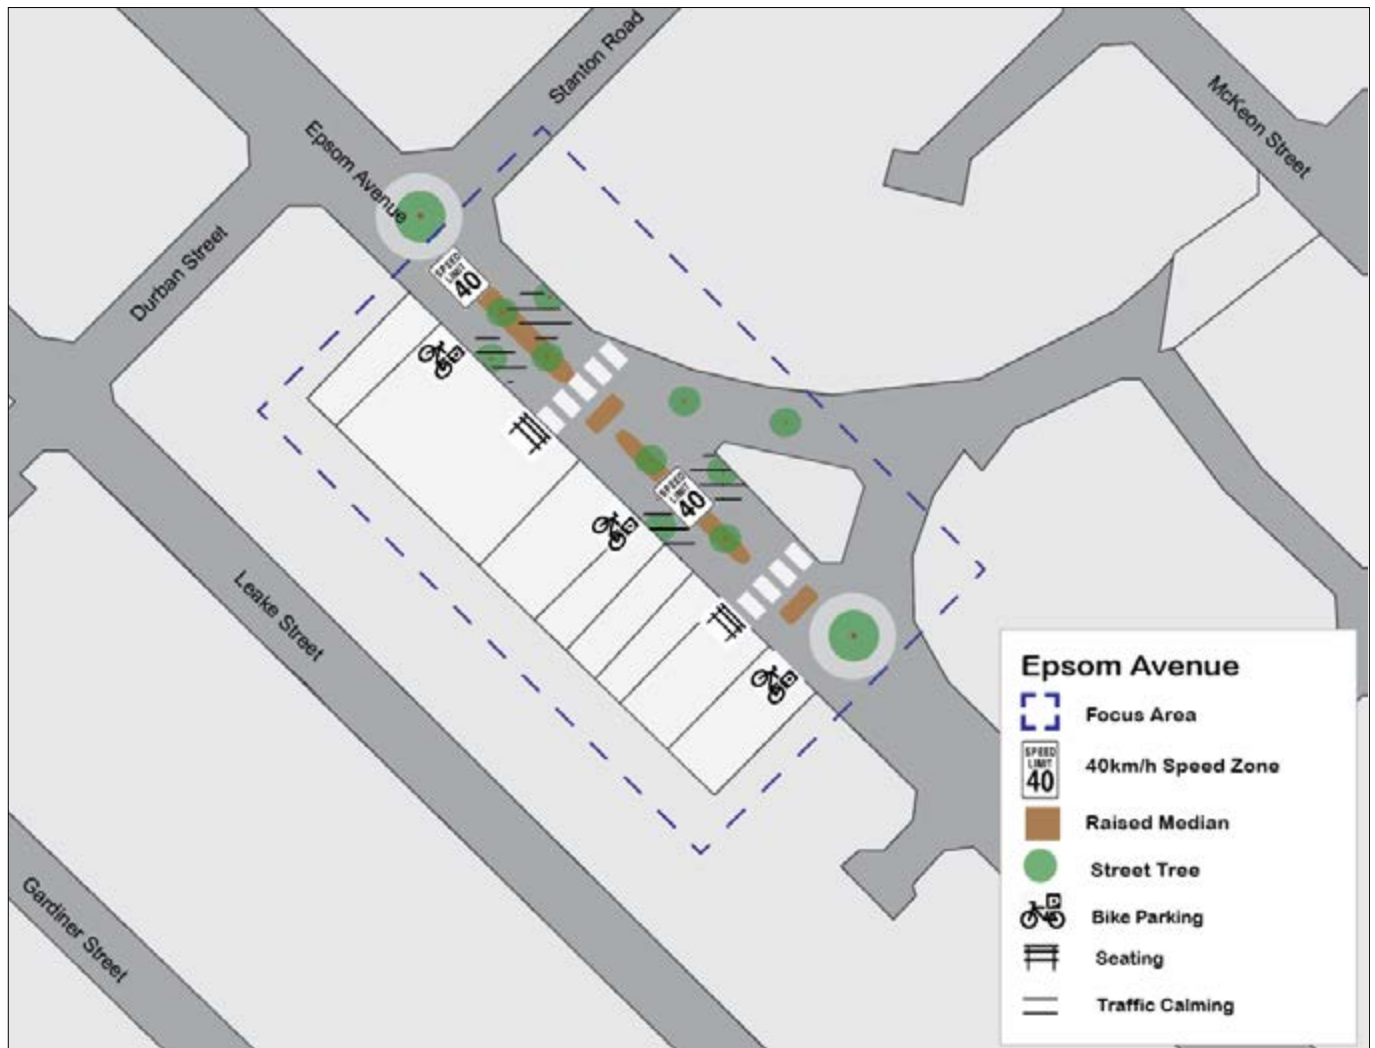 Stanton Road
McKeon Street
Epsom Avenue
Durban Street
SPEED
LIMIT
40
SPEED
LIMIT
40
Leake Street
Gardiner Street
Epsom Avenue
Focus Area
SPEED
LIMIT
40
40km/h Speed Zone
Raised Median
Street Tree
Bike Parking
Seating
Traffic Calming